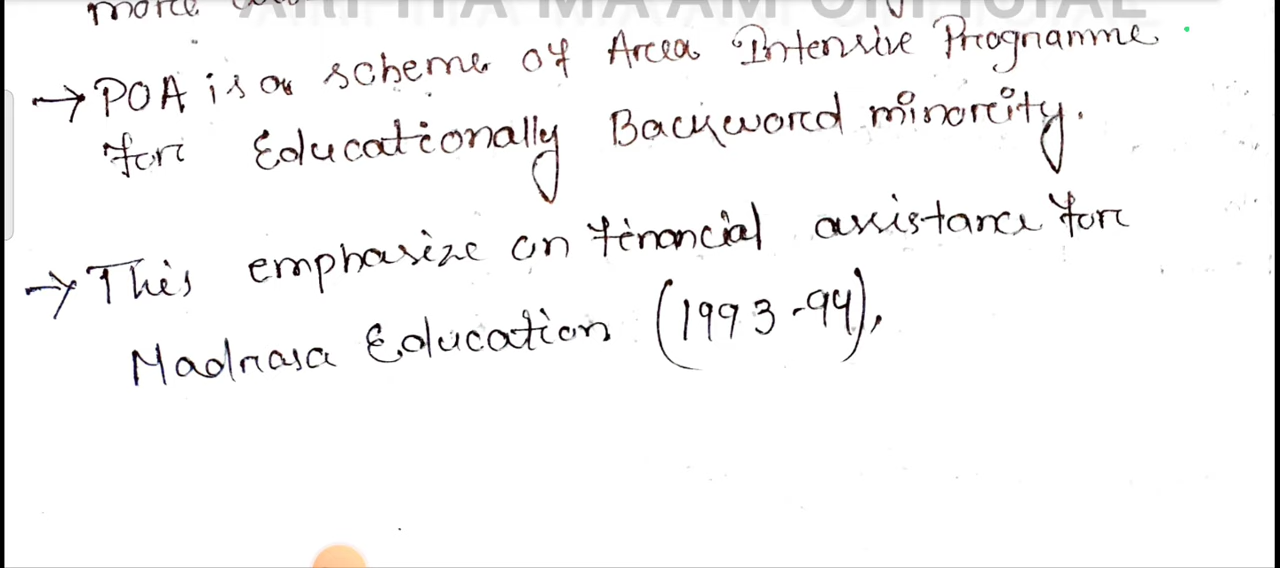 more
→ POA is a scheme of Area Intensive Programme
for Educationally Backword minority.
→ This emphasize on financial assistance for
Madrasa Education (1993-94),